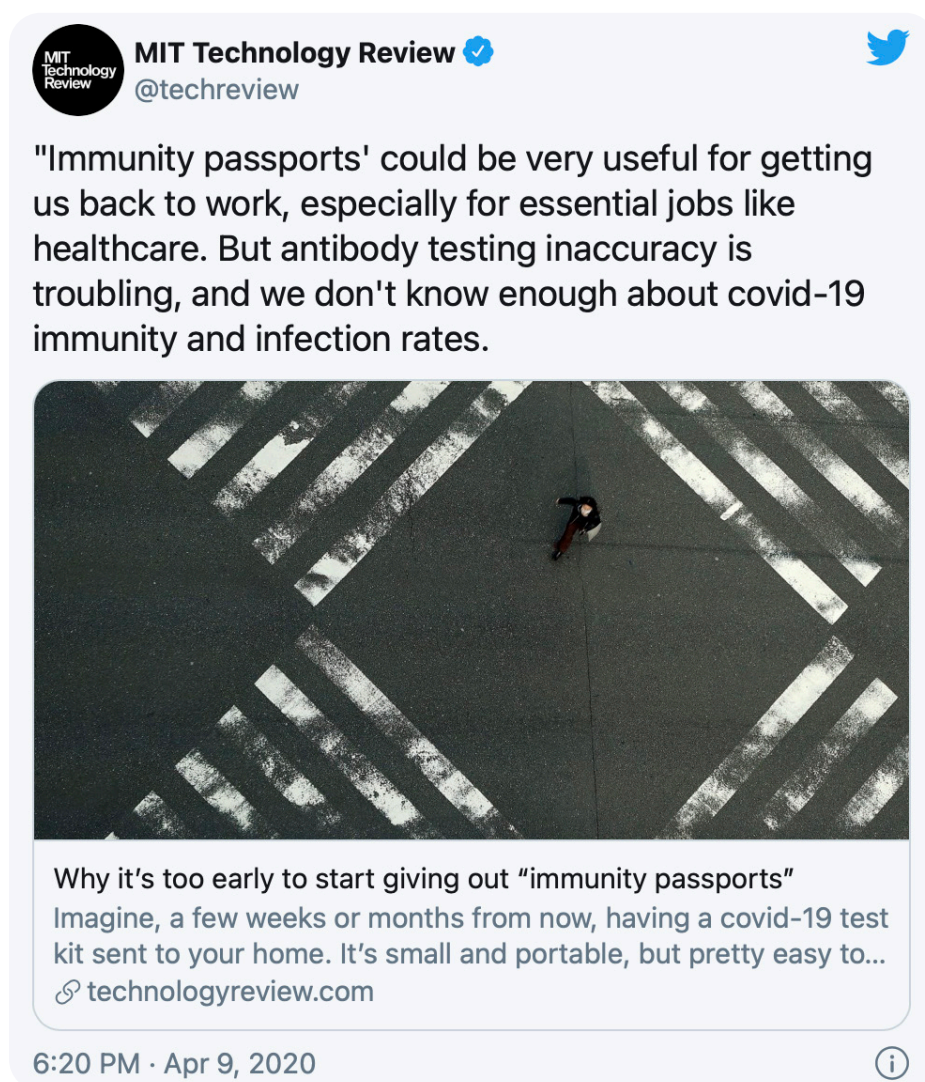 MIT
Technology
Review
MIT Technology Review
@techreview
"Immunity passports' could be very useful for getting
us back to work, especially for essential jobs like
healthcare. But antibody testing inaccuracy is
troubling, and we don't know enough about covid-19
immunity and infection rates.
Why it’s too early to start giving out “immunity passports”
Imagine, a few weeks or months from now, having a covid-19 test
kit sent to your home. It’s small and portable, but pretty easy to...
technologyreview.com
6:20 PM · Apr 9, 2020